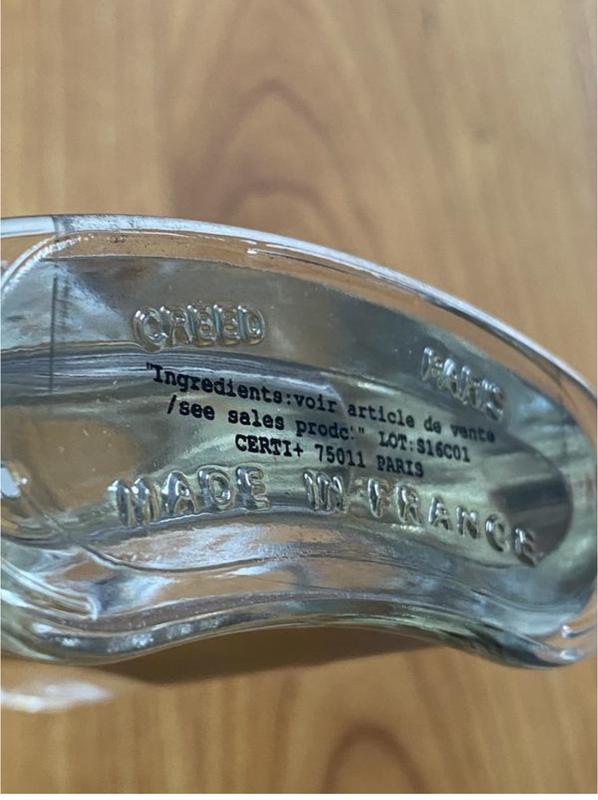 CREED
PARIS
"Ingredients:voir article de vente
/see sales prodc'" LOT:S16C01
CERTI+ 75011 PARIS
MADE IN FRANCE